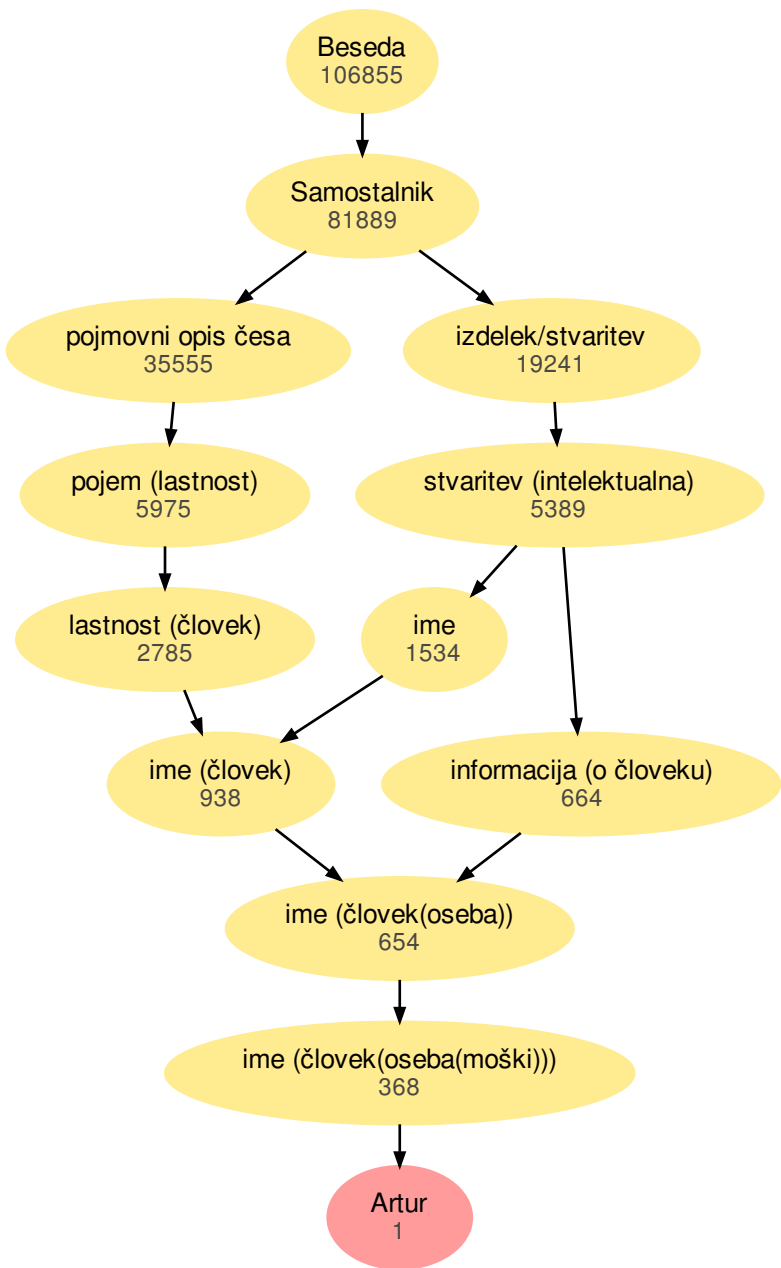 Beseda
106855
Samostalnik
81889
pojmovni opis česa
35555
izdelek/stvaritev
19241
pojem (lastnost)
5975
stvaritev (intelektualna)
5389
lastnost (človek)
2785
ime
1534
ime (človek)
938
informacija (o človeku)
664
ime (človek(oseba))
654
ime (človek(oseba(moški)))
368
Artur
1